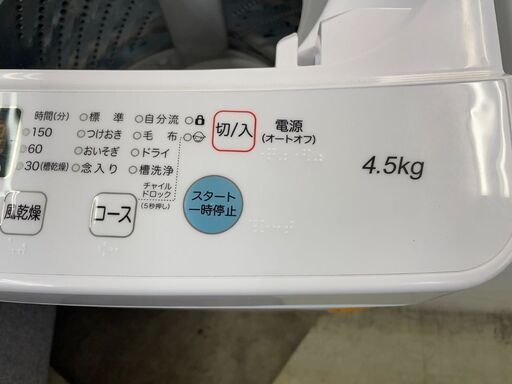 時間(分)
150
60
30(槽乾燥)
標準
つけおき
おいそぎ
念入り
自分流
毛布
ドライ
槽洗浄
切/入
電源
(オートオフ)
4.5kg
風乾燥
コース
チャイルド
ロック
(5秒押し)
スタート
一時停止